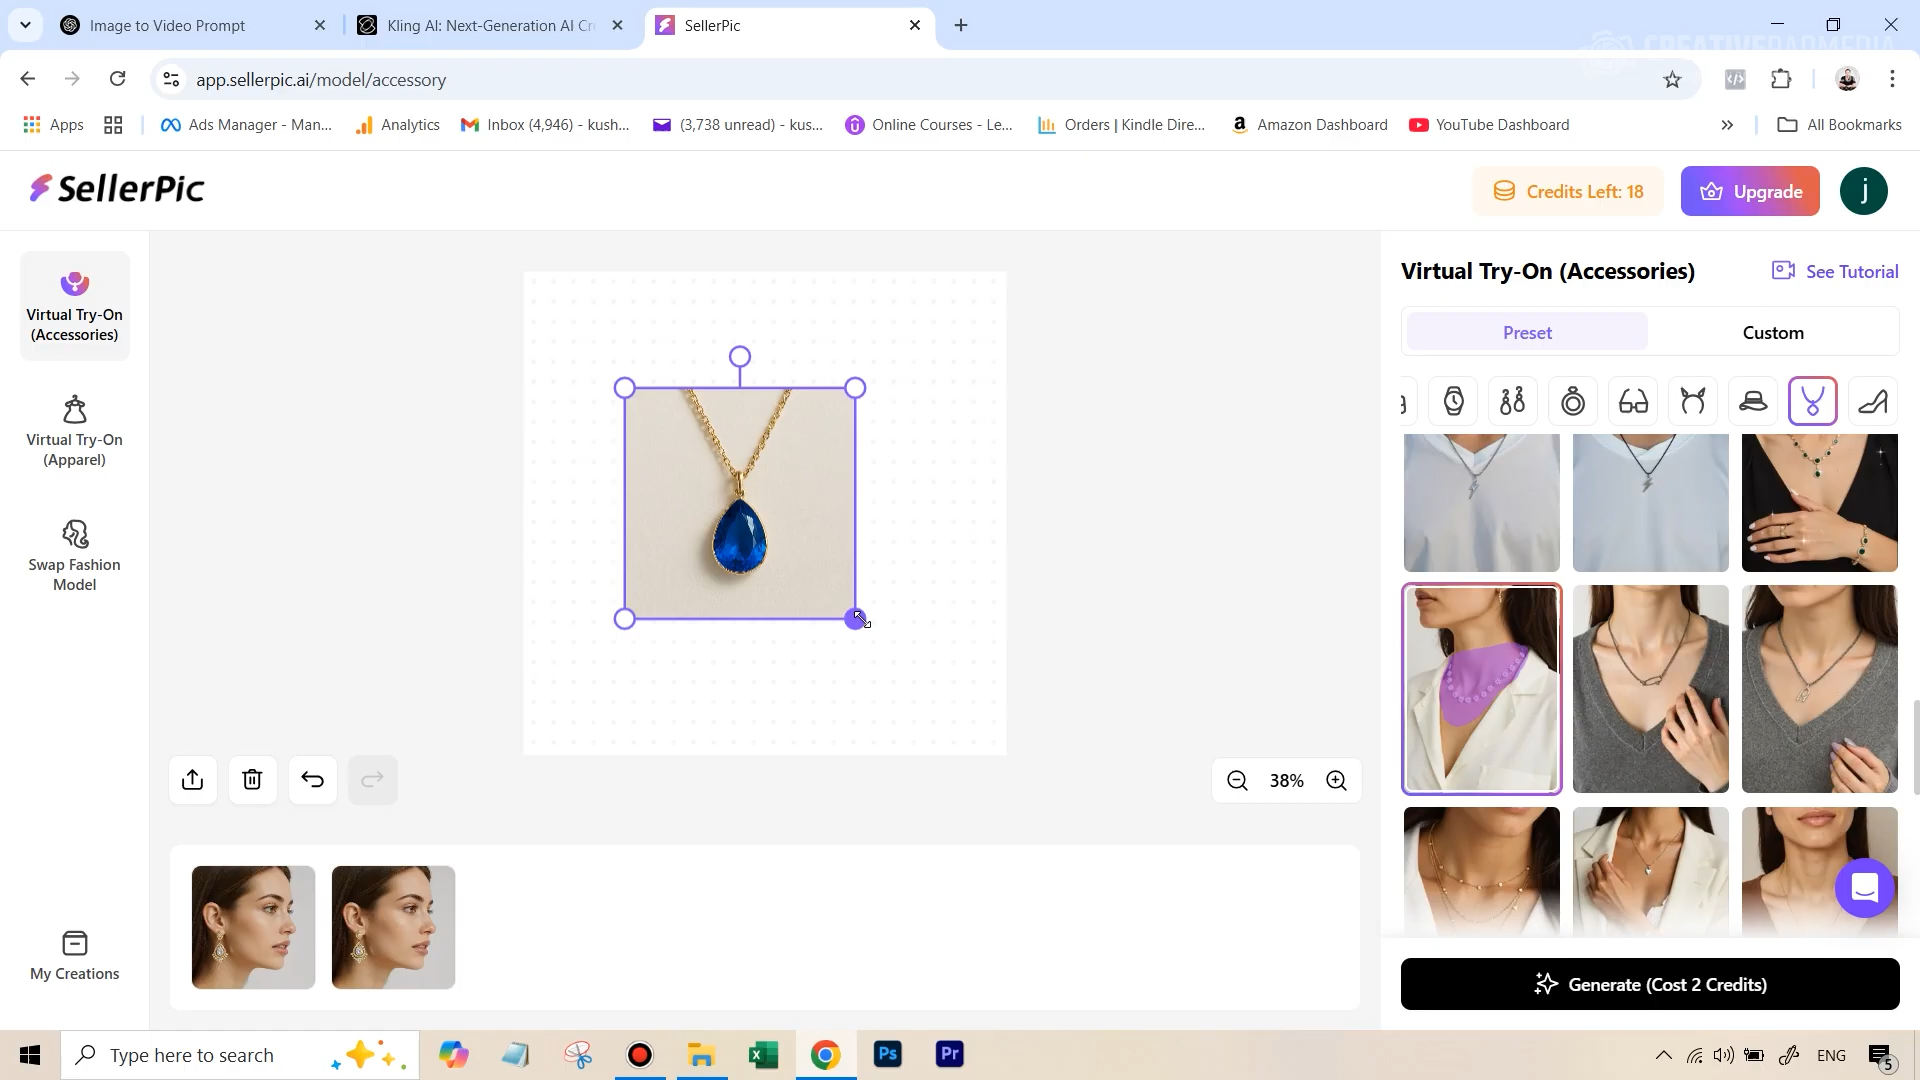 Image to Video Prompt
Kling AI: Next-Generation AI Cr
SellerPic
CREATIVEDADMEDIA
app.sellerpic.ai/model/accessory
Apps
Ads Manager - Man...
Analytics
Inbox (4,946) - kush...
(3,738 unread) - kus...
Online Courses - Le...
Orders | Kindle Dire...
Amazon Dashboard
YouTube Dashboard
All Bookmarks
SellerPic
Credits Left: 18
Upgrade
j
Virtual Try-On
(Accessories)
Virtual Try-On
(Apparel)
Swap Fashion
Model
My Creations
38%
Virtual Try-On (Accessories)
See Tutorial
Preset
Custom
Generate (Cost 2 Credits)
Type here to search
Ps
Pr
ENG
5